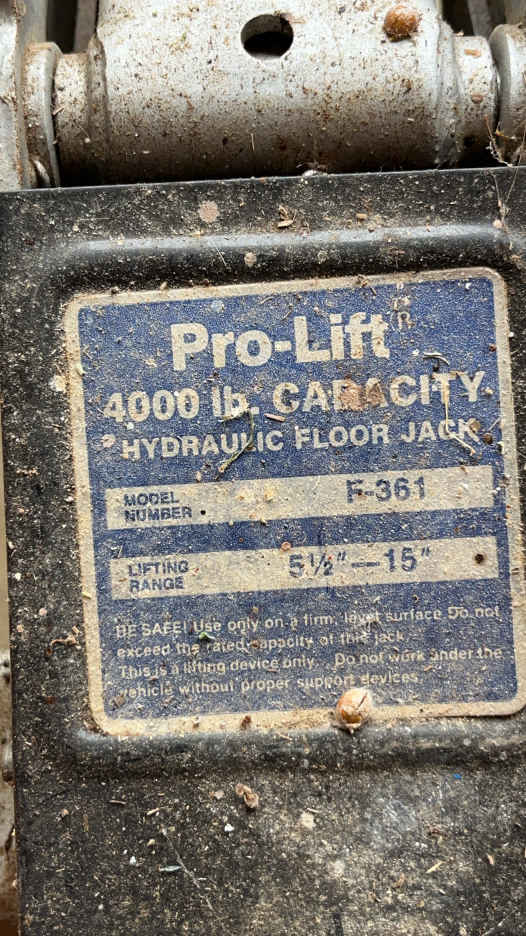 Pro-Lift®
4000 lb. CAPACITY
HYDRAULIC FLOOR JACK
MODEL NUMBER F-361
LIFTING RANGE 5½"—15"
BE SAFE! Use only on a firm, level surface Do not
exceed the rated capacity of this jack.
This is a lifting device only. Do not work under the
vehicle without proper support devices.